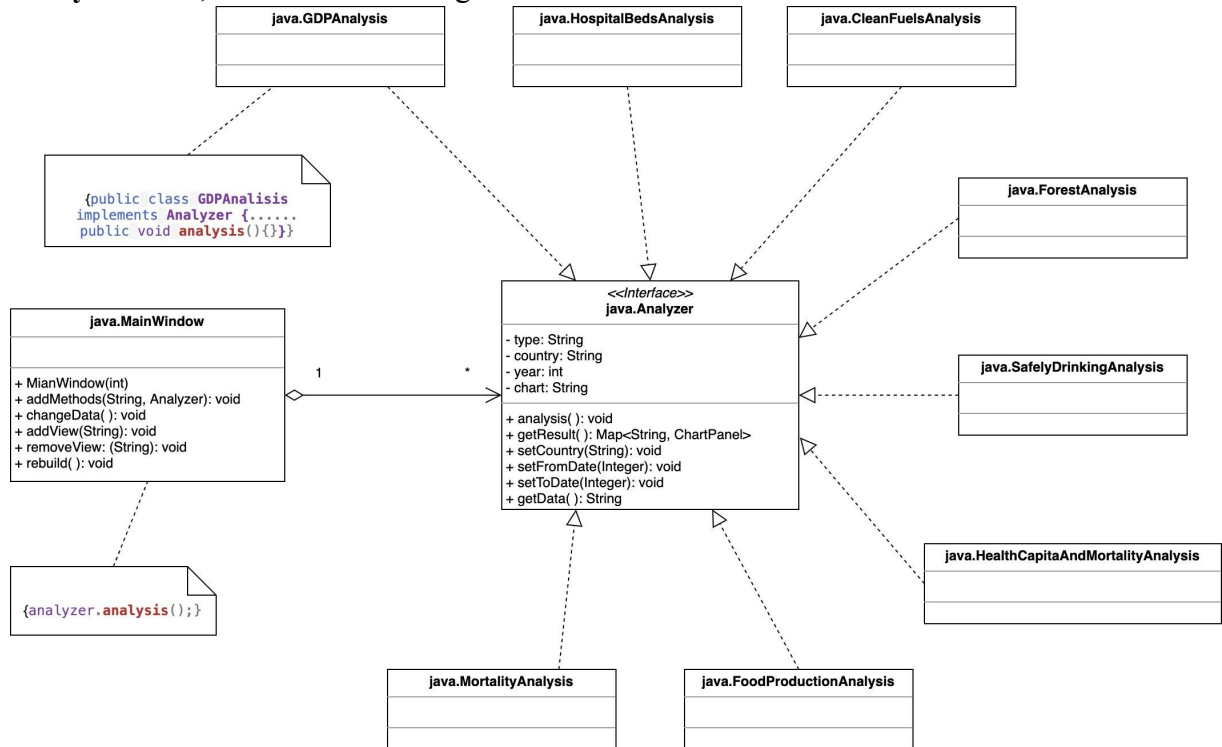 java.GDPAnalysis
java.HospitalBedsAnalysis
java.CleanFuelsAnalysis
{public class GDPAnalisis
implements Analyzer {......
public void analysis(){}}}
java.ForestAnalysis
<<Interface>>
java.Analyzer
- type: String
- country: String
- year: int
- chart: String
+ analysis( ): void
+ getResult( ): Map<String, ChartPanel>
+ setCountry(String): void
+ setFromDate(Integer): void
+ setToDate(Integer): void
+ getData( ): String
java.MainWindow
+ MianWindow(int)
+ addMethods(String, Analyzer): void
+ changeData( ): void
+ addView(String): void
+ removeView: (String): void
+ rebuild( ): void
1
*
java.SafelyDrinkingAnalysis
java.HealthCapitaAndMortalityAnalysis
{analyzer.analysis();}
java.MortalityAnalysis
java.FoodProductionAnalysis